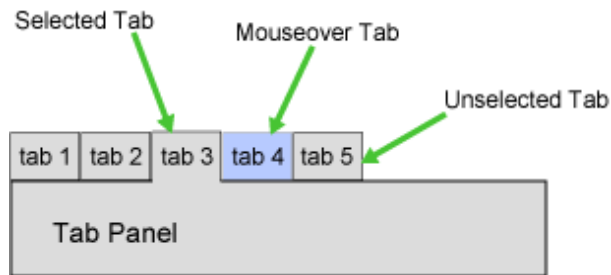 Selected Tab
Mouseover Tab
Unselected Tab
tab 1 tab 2 tab 3 tab 4 tab 5
Tab Panel